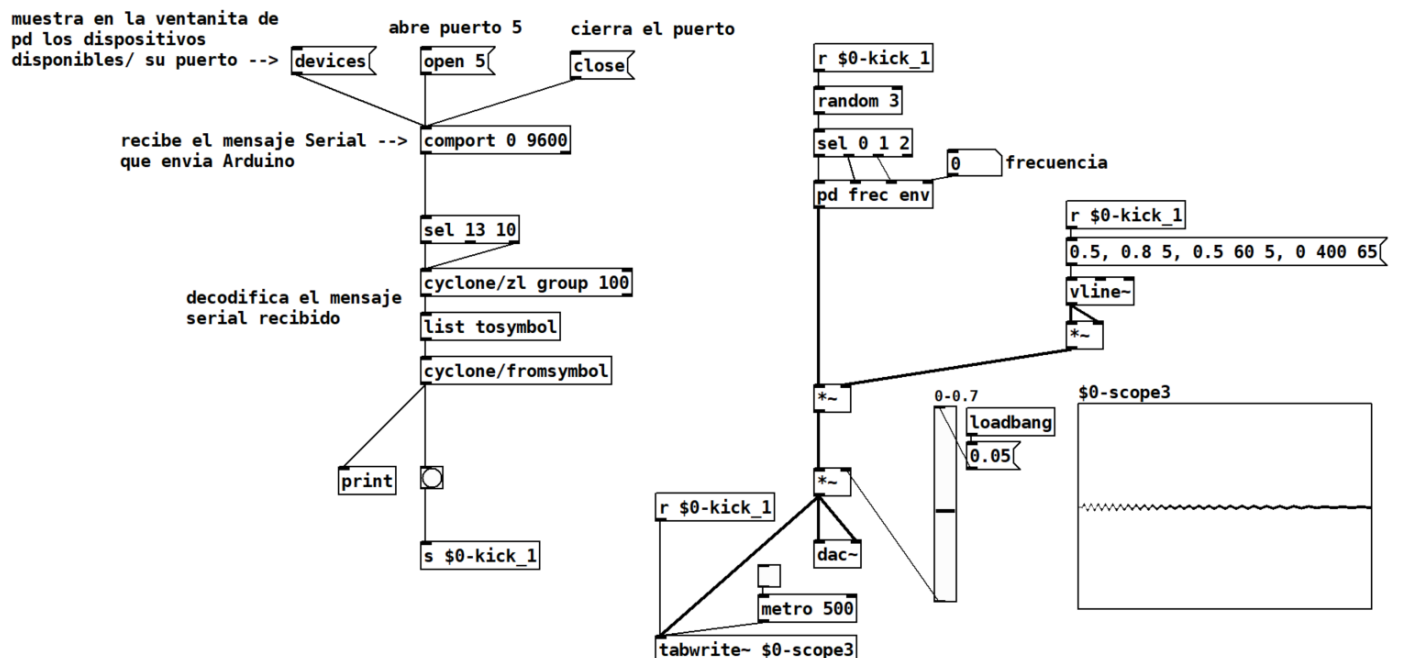 muestra en la ventanita de
pd los dispositivos
disponibles/ su puerto -->
devices
abre puerto 5
open 5
cierra el puerto
close
recibe el mensaje Serial -->
que envia Arduino
comport 0 9600
sel 13 10
cyclone/zl group 100
decodifica el mensaje
serial recibido
list tosymbol
cyclone/fromsymbol
print
s $0-kick_1
r $0-kick_1
random 3
sel 0 1 2
0
frecuencia
pd frec env
r $0-kick_1
0.5, 0.8 5, 0.5 60 5, 0 400 65
vline~
*~
*~
0-0.7
loadbang
0.05
*~
r $0-kick_1
dac~
metro 500
tabwrite~ $0-scope3
$0-scope3